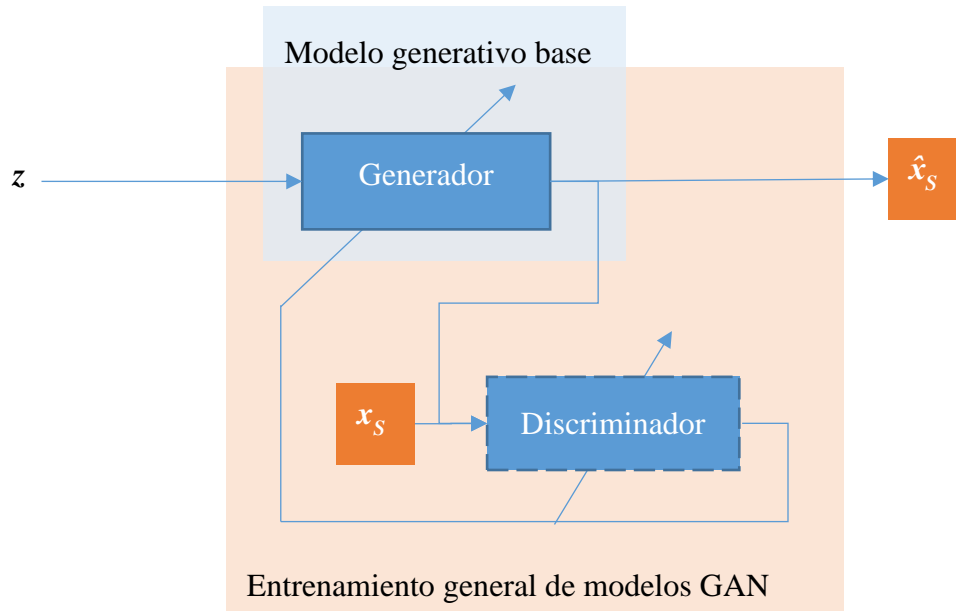 Modelo generativo base
z
Generador
x̂S
xS
Discriminador
Entrenamiento general de modelos GAN